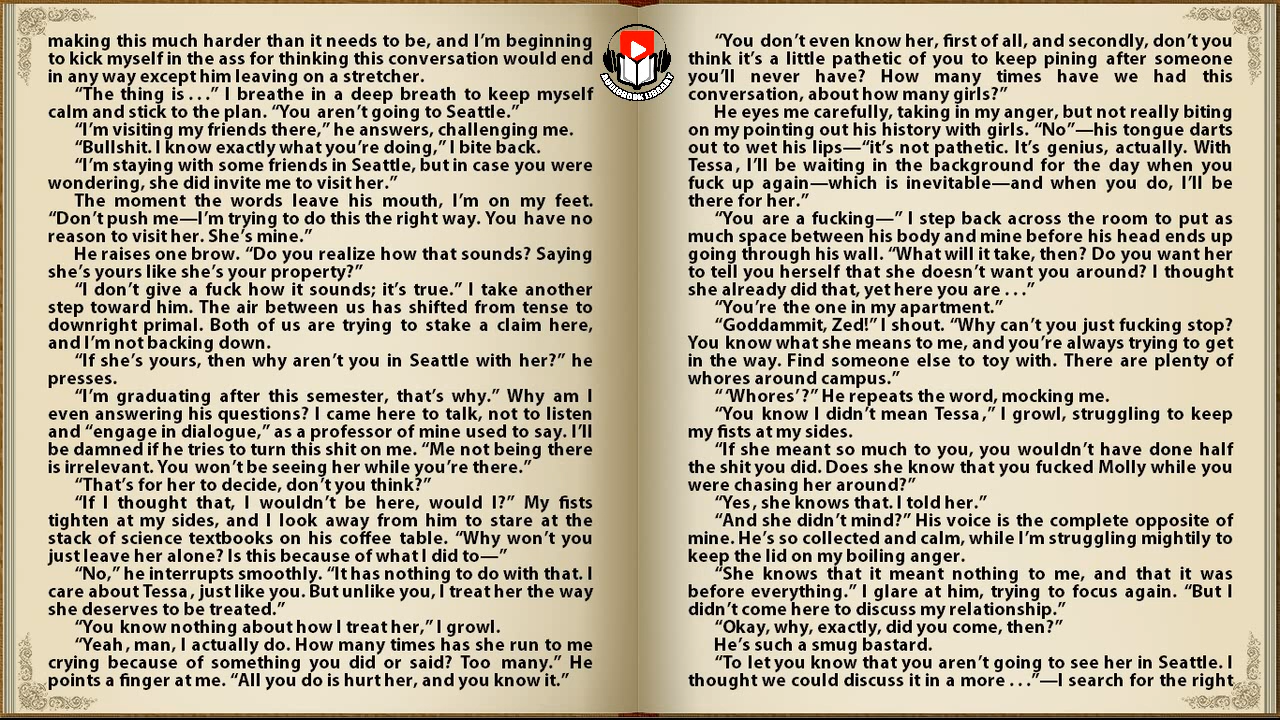 making this much harder than it needs to be, and I’m beginning
to kick myself in the ass for thinking this conversation would end
in any way except him leaving on a stretcher.
“The thing is . . .” I breathe in a deep breath to keep myself
calm and stick to the plan. “You aren’t going to Seattle.”
“I’m visiting my friends there,” he answers, challenging me.
“Bullshit. I know exactly what you’re doing,” I bite back.
“I’m staying with some friends in Seattle, but in case you were
wondering, she did invite me to visit her.”
The moment the words leave his mouth, I’m on my feet.
“Don’t push me—I’m trying to do this the right way. You have no
reason to visit her. She’s mine.”
He raises one brow. “Do you realize how that sounds? Saying
she’s yours like she’s your property?”
“I don’t give a fuck how it sounds; it’s true.” I take another
step toward him. The air between us has shifted from tense to
downright primal. Both of us are trying to stake a claim here,
and I’m not backing down.
“If she’s yours, then why aren’t you in Seattle with her?” he
presses.
“I’m graduating after this semester, that’s why.” Why am I
even answering his questions? I came here to talk, not to listen
and “engage in dialogue,” as a professor of mine used to say. I’ll
be damned if he tries to turn this shit on me. “Me not being there
is irrelevant. You won’t be seeing her while you’re there.”
“That’s for her to decide, don’t you think?”
“If I thought that, I wouldn’t be here, would I?” My fists
tighten at my sides, and I look away from him to stare at the
stack of science textbooks on his coffee table. “Why won’t you
just leave her alone? Is this because of what I did to—”
“No,” he interrupts smoothly. “It has nothing to do with that. I
care about Tessa, just like you. But unlike you, I treat her the way
she deserves to be treated.”
“You know nothing about how I treat her,” I growl.
“Yeah, man, I actually do. How many times has she run to me
crying because of something you did or said? Too many.” He
points a finger at me. “All you do is hurt her, and you know it.”
AUDIOBOOK LIBRARY
“You don’t even know her, first of all, and secondly, don’t you
think it’s a little pathetic of you to keep pining after someone
you’ll never have? How many times have we had this
conversation, about how many girls?”
He eyes me carefully, taking in my anger, but not really biting
on my pointing out his history with girls. “No”—his tongue darts
out to wet his lips—“it’s not pathetic. It’s genius, actually. With
Tessa, I’ll be waiting in the background for the day when you
fuck up again—which is inevitable—and when you do, I’ll be
there for her.”
“You are a fucking—” I step back across the room to put as
much space between his body and mine before his head ends up
going through his wall. “What will it take, then? Do you want her
to tell you herself that she doesn’t want you around? I thought
she already did that, yet here you are . . .”
“You’re the one in my apartment.”
“Goddammit, Zed!” I shout. “Why can’t you just fucking stop?
You know what she means to me, and you’re always trying to get
in the way. Find someone else to toy with. There are plenty of
whores around campus.”
“ ‘Whores’?” He repeats the word, mocking me.
“You know I didn’t mean Tessa,” I growl, struggling to keep
my fists at my sides.
“If she meant so much to you, you wouldn’t have done half
the shit you did. Does she know that you fucked Molly while you
were chasing her around?”
“Yes, she knows that. I told her.”
“And she didn’t mind?” His voice is the complete opposite of
mine. He’s so collected and calm, while I’m struggling mightily to
keep the lid on my boiling anger.
“She knows that it meant nothing to me, and that it was
before everything.” I glare at him, trying to focus again. “But I
didn’t come here to discuss my relationship.”
“Okay, why, exactly, did you come, then?”
He’s such a smug bastard.
“To let you know that you aren’t going to see her in Seattle. I
thought we could discuss it in a more . . .”—I search for the right